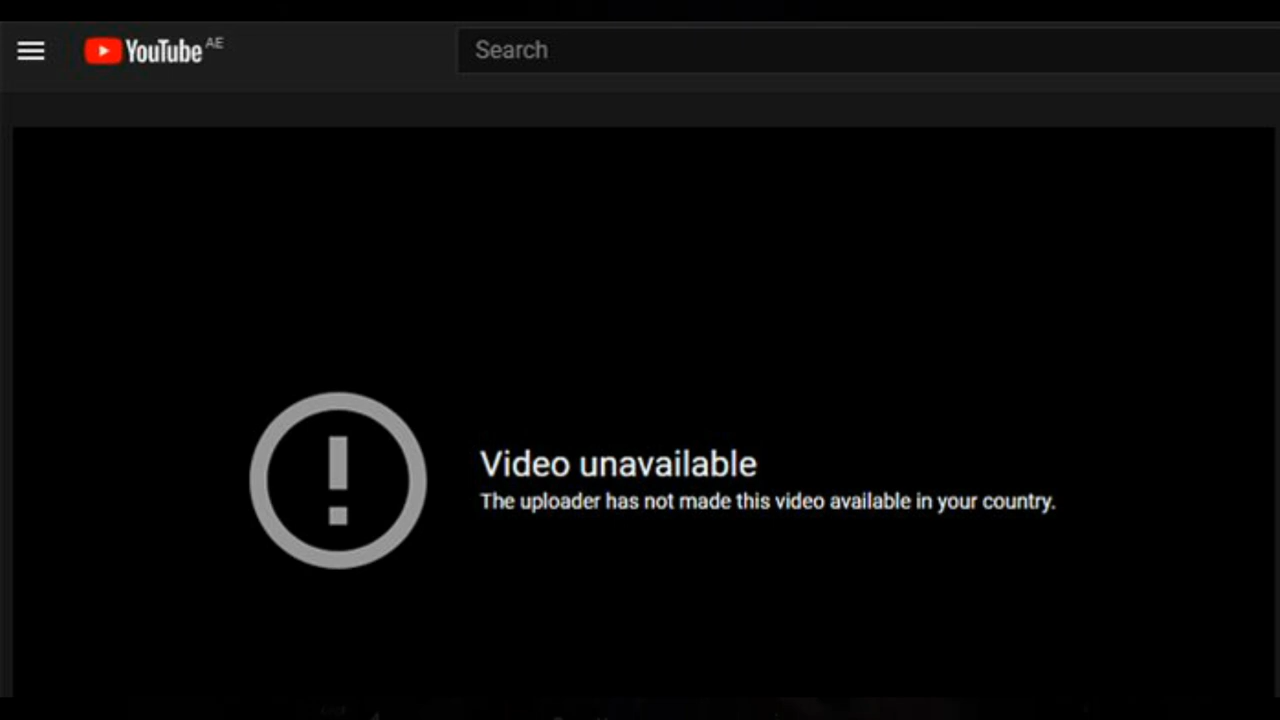 YouTube AE
Search
Video unavailable
The uploader has not made this video available in your country.